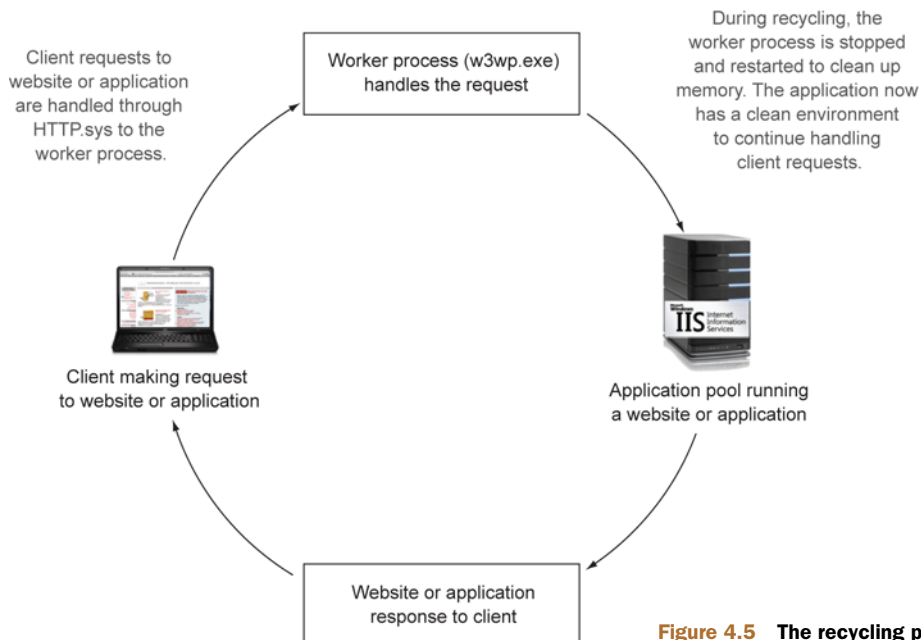 Client requests to
website or application
are handled through
HTTP.sys to the
worker process.
Worker process (w3wp.exe)
handles the request
During recycling, the
worker process is stopped
and restarted to clean up
memory. The application now
has a clean environment
to continue handling
client requests.
Client making request
to website or application
IIS Internet
Information
Services
Application pool running
a website or application
Website or application
response to client
Figure 4.5 The recycling p